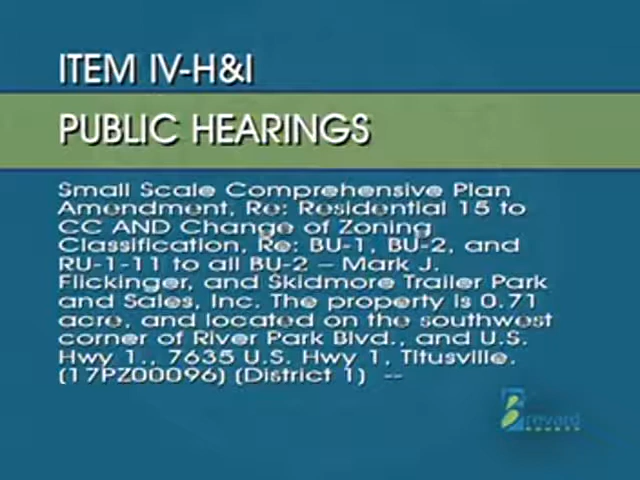 ITEM IV-H&I
PUBLIC HEARINGS
Small Scale Comprehensive Plan
Amendment, Re: Residential 15 to
CC AND Change of Zoning
Classification, Re: BU-1, BU-2, and
RU-1-11 to all BU-2 – Mark J.
Flickinger, and Skidmore Trailer Park
and Sales, Inc. The property is 0.71
acre, and located on the southwest
corner of River Park Blvd., and U.S.
Hwy 1., 7635 U.S. Hwy 1, Titusville.
(17PZ00096) (District 1) --
Brevard